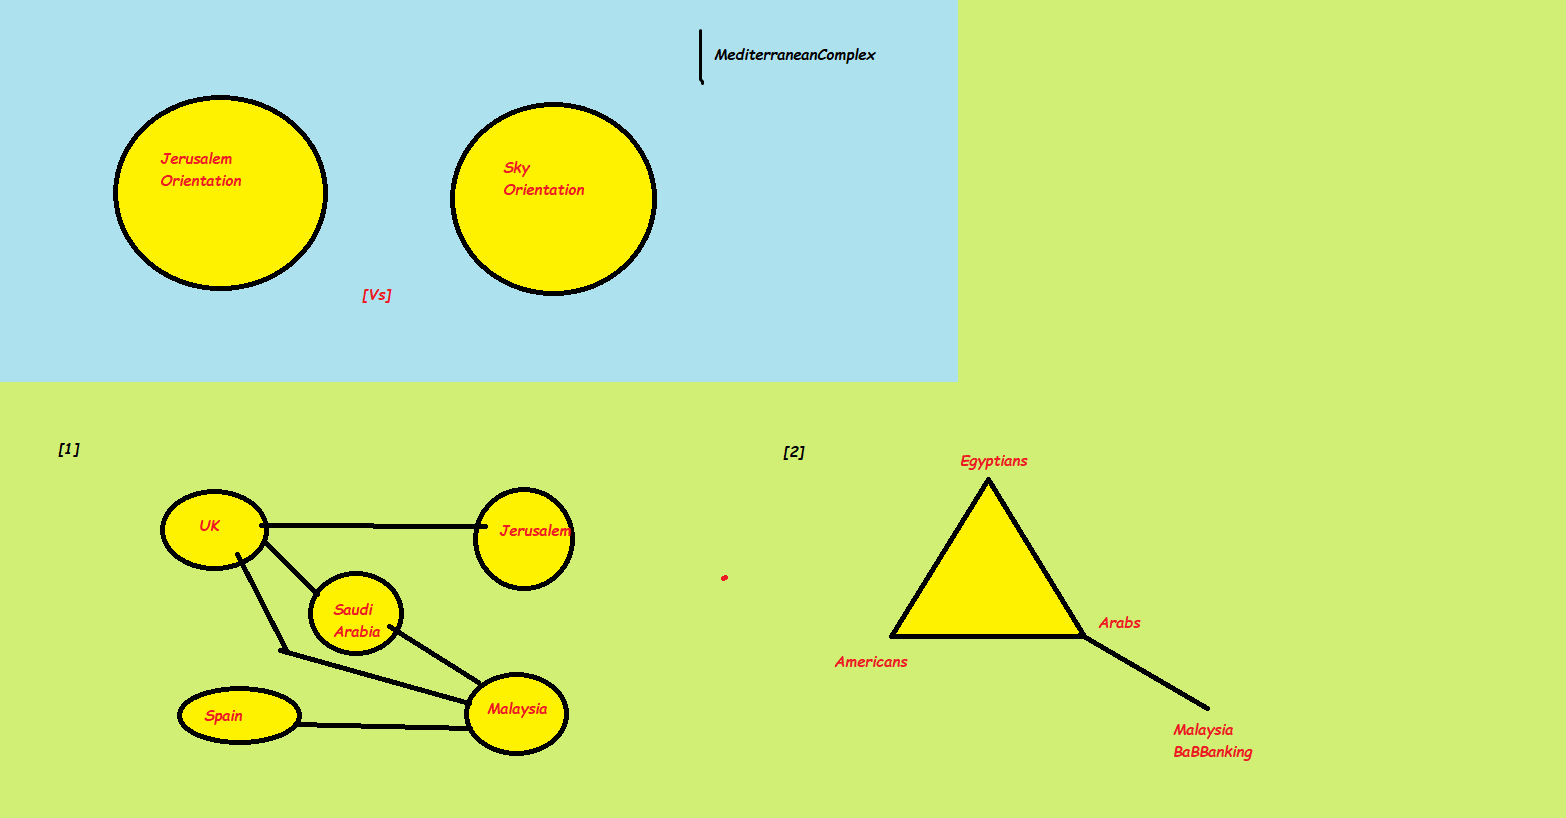 MediterraneanComplex
Jerusalem
Orientation
Sky
Orientation
[Vs]
[1]
UK
Jerusalem
Saudi
Arabia
Spain
Malaysia
[2]
Egyptians
Arabs
Americans
Malaysia
BaBBanking